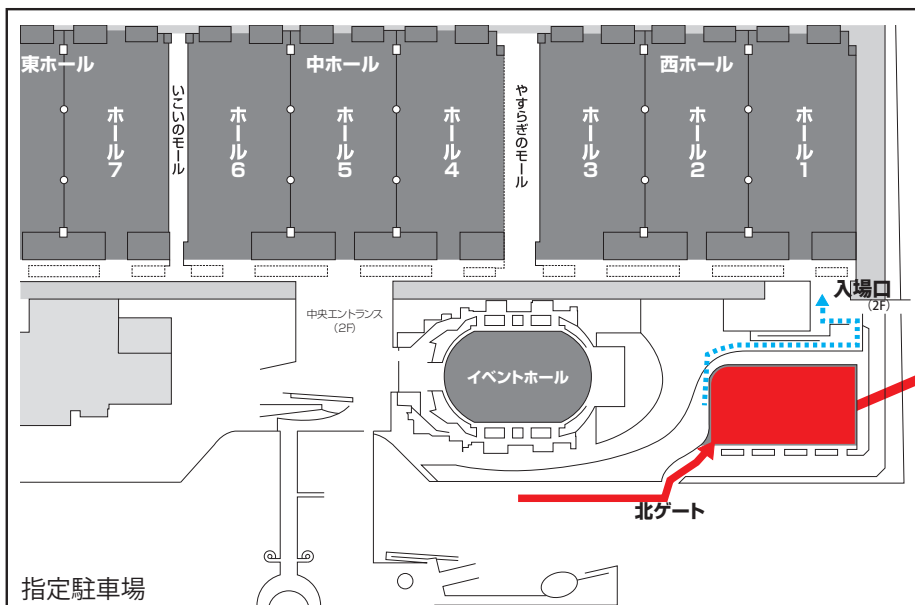 東ホール
中ホール
西ホール
ホール7
いこいのモール
ホール6
ホール5
ホール4
やすらぎのモール
ホール3
ホール2
ホール1
入場口
(2F)
中央エントランス
(2F)
イベントホール
北ゲート
指定駐車場